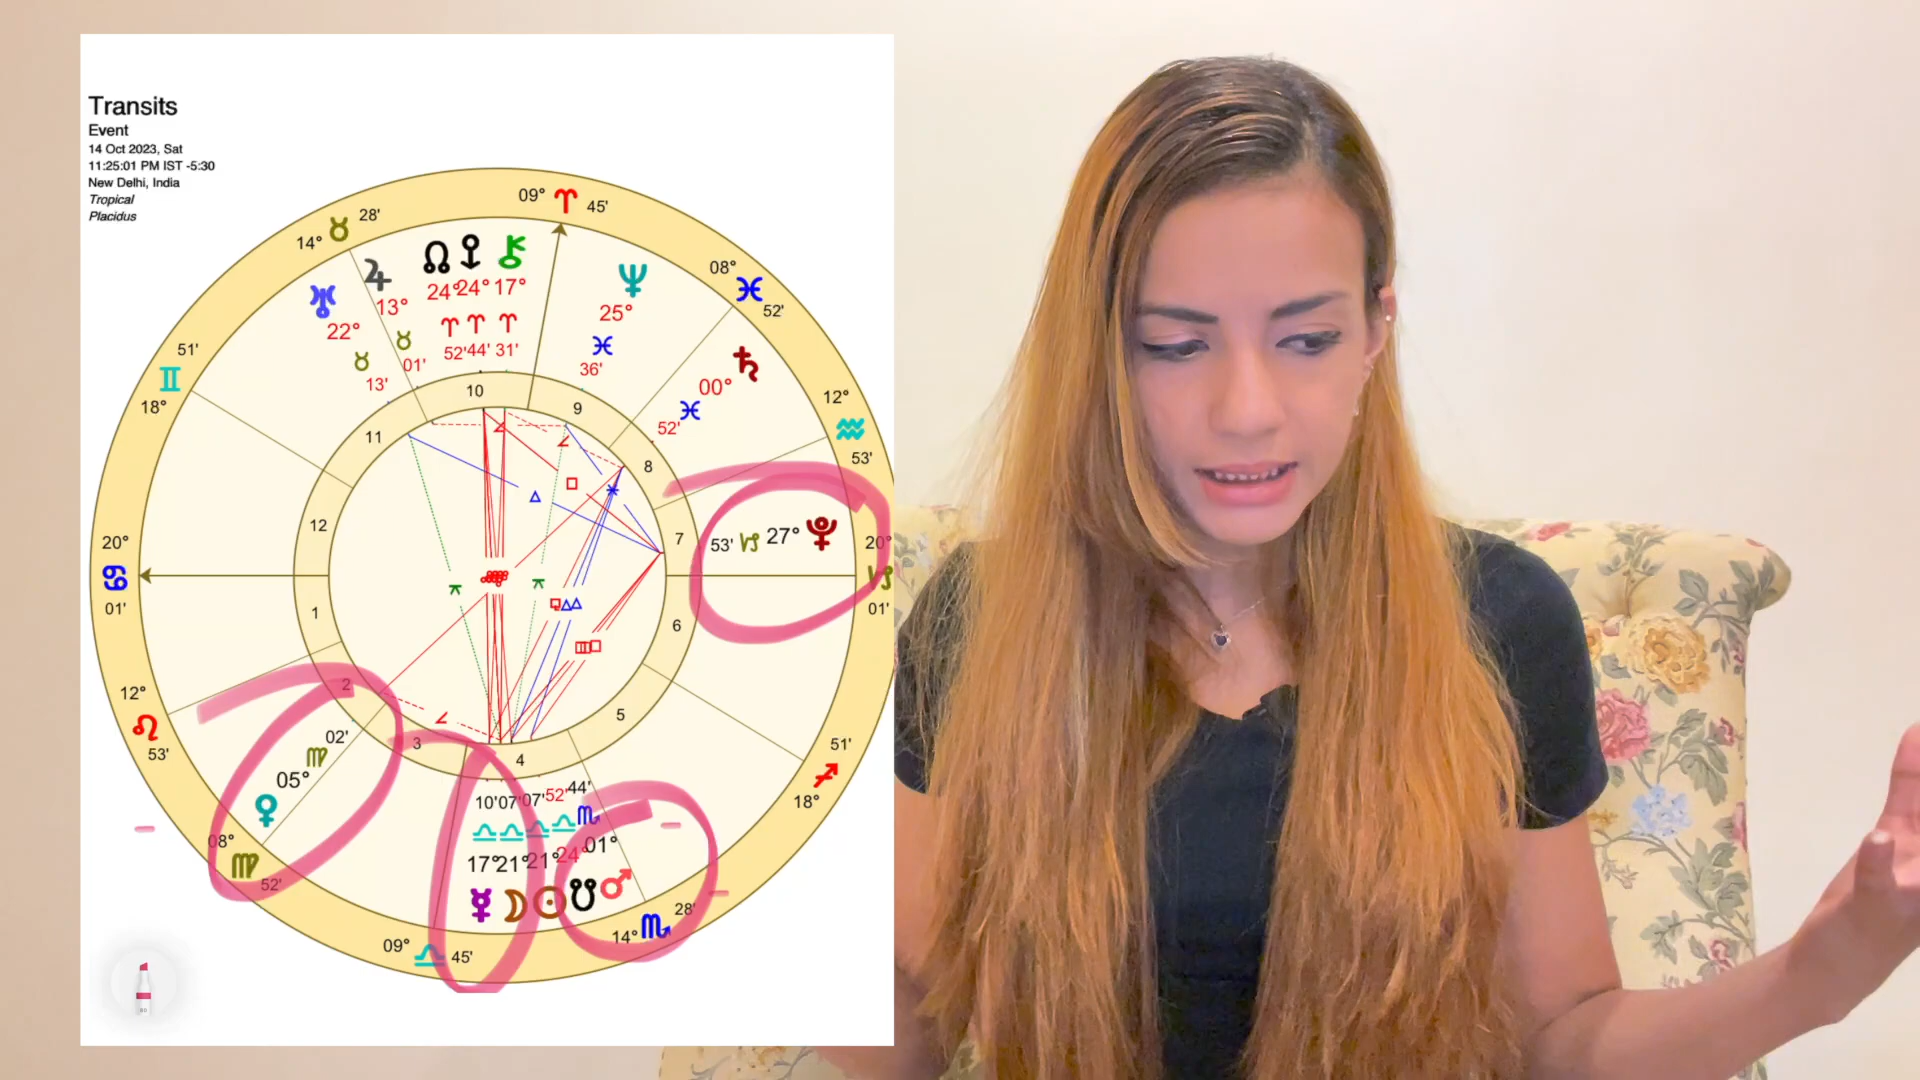 Transits
Event
14 Oct 2023, Sat
11:25:01 PM IST -5:30
New Delhi, India
Tropical
Placidus
09° ♈ 45'
14° ♉ 28'
08° ♓ 52'
24° 24° 17°
♈ ♈ ♈
52' 44' 31'
13° ♉ 01'
22° ♉ 13'
25° ♓ 36'
00° ♓ 52'
51' ♊ 18°
12° ♒ 53'
10
9
11
8
12
7
53' ♑ 27°
20° ♋ 01'
20° ♑ 01'
1
6
2
5
3
4
12° ♌ 53'
51' ♐ 18°
02' ♍ 05°
10' 07' 07' 52' 44'
♎ ♎ ♎ ♎ ♏
17° 21° 21° 24° 01°
08° ♍ 52'
14° ♏ 28'
09° ♎ 45'